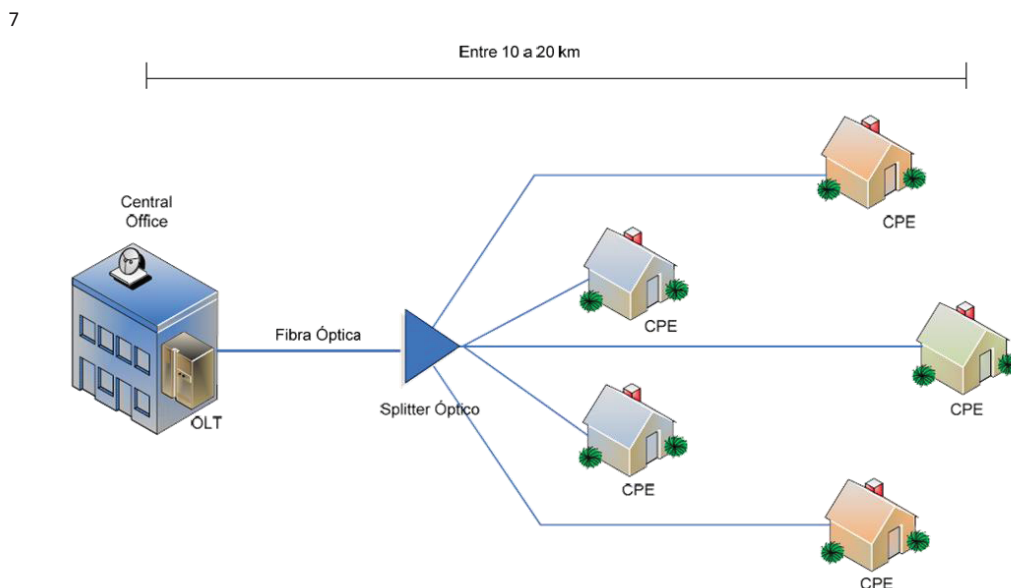 7
Entre 10 a 20 km
Central
Office
CPE
CPE
Fibra Óptica
Splitter Óptico
OLT
CPE
CPE
CPE